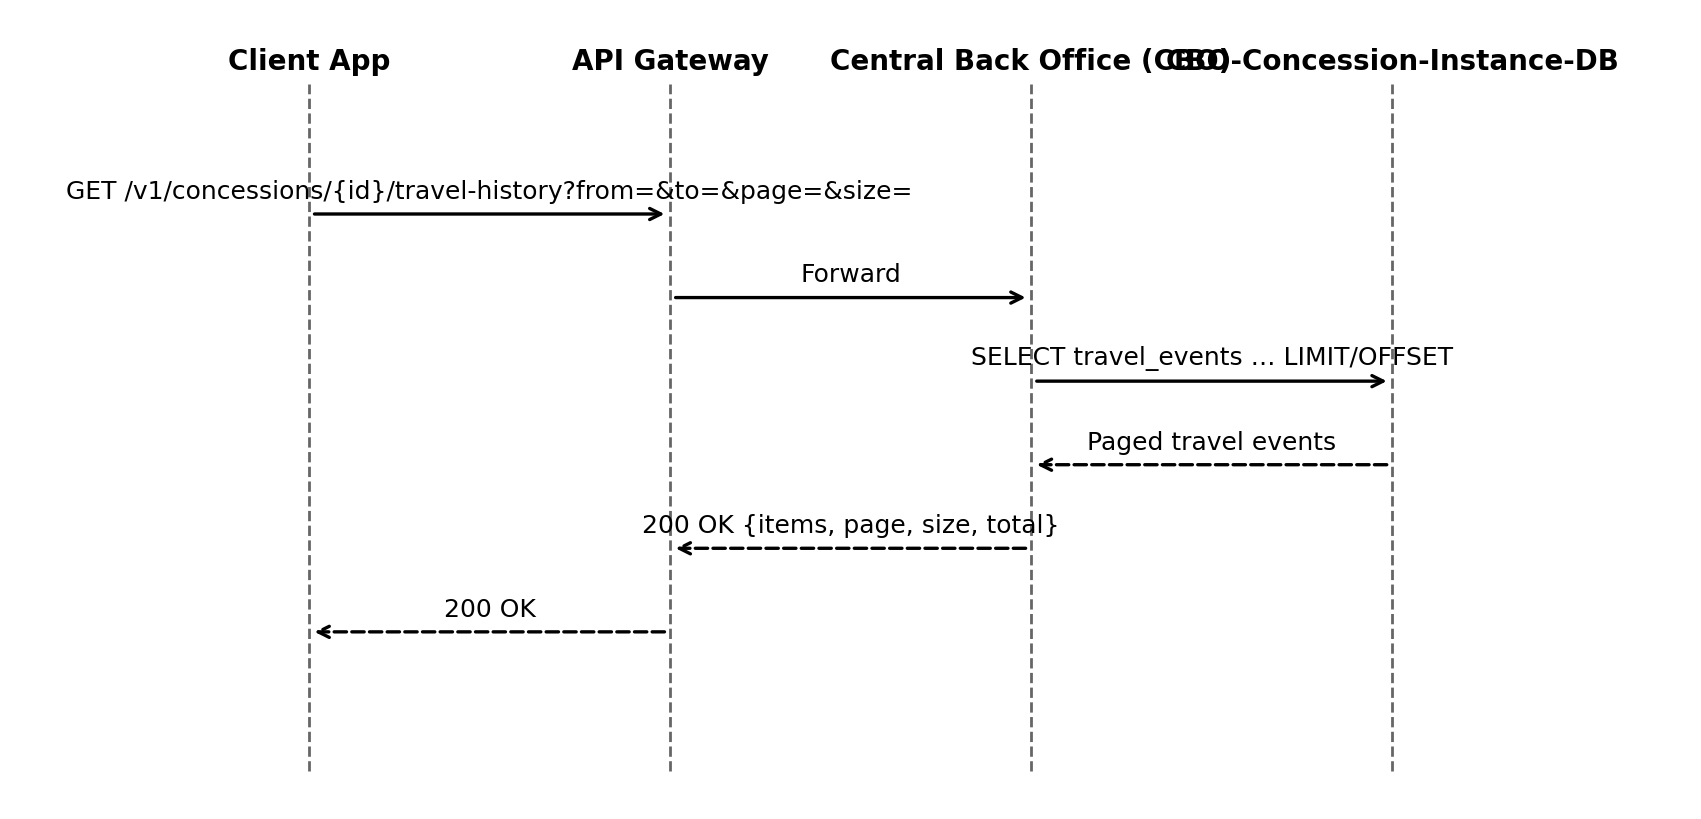 Client App
API Gateway
Central Back Office (CBO)
CBO-Concession-Instance-DB
GET /v1/concessions/{id}/travel-history?from=&to=&page=&size=
Forward
SELECT travel_events … LIMIT/OFFSET
Paged travel events
200 OK {items, page, size, total}
200 OK